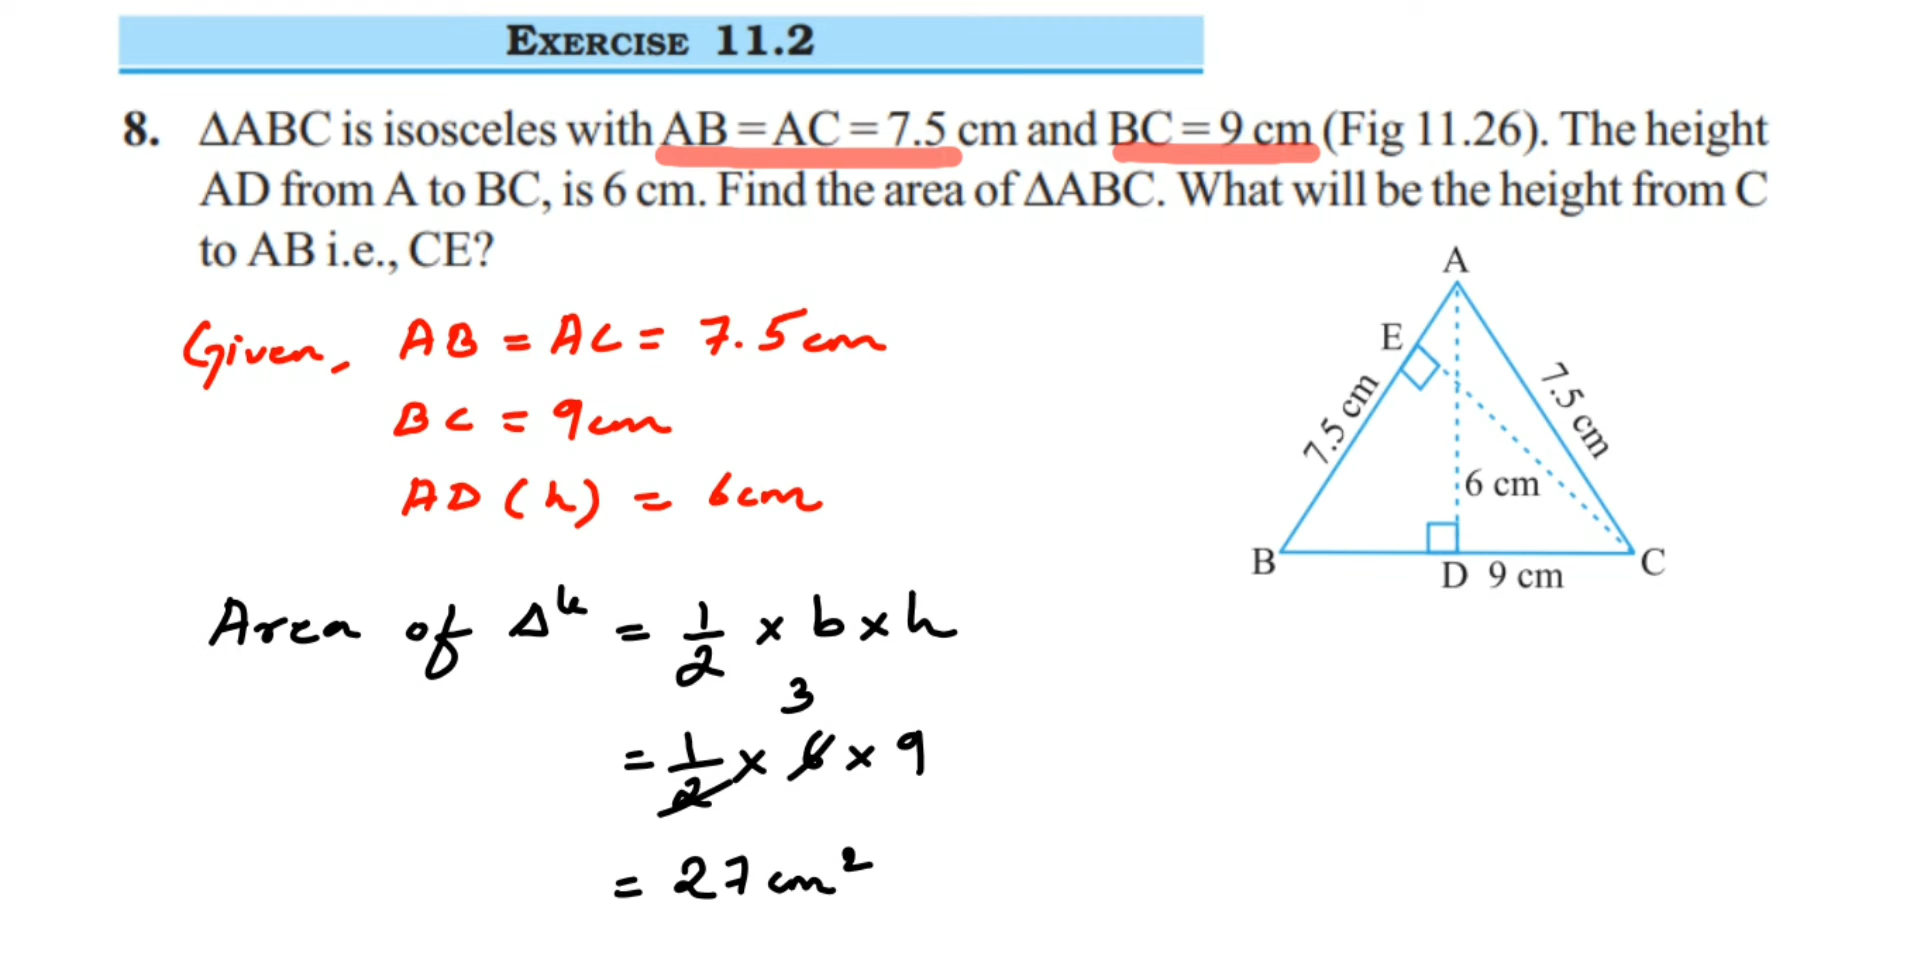 EXERCISE 11.2
8. ΔABC is isosceles with AB = AC = 7.5 cm and BC = 9 cm (Fig 11.26). The height
AD from A to BC, is 6 cm. Find the area of ΔABC. What will be the height from C
to AB i.e., CE?
A
E
7.5 cm
7.5 cm
6 cm
B
D 9 cm
C
Given, AB = AC = 7.5cm
BC = 9cm
AD (h) = 6cm
Area of Δle = 1/2 × b × h
3
= 1/2 × 6 × 9
= 27 cm²